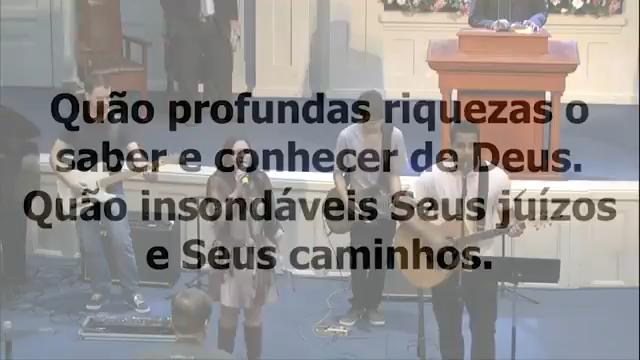 Quão profundas riquezas o
saber e conhecer de Deus.
Quão insondáveis Seus juízos
e Seus caminhos.